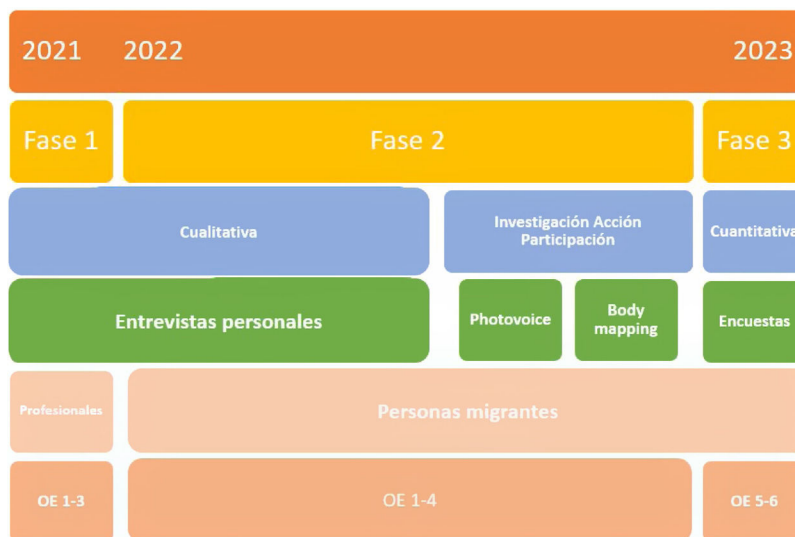 2021 2022 2023
Fase 1 Fase 2 Fase 3
Cualitativa
Investigación Acción
Participación
Cuantitativa
Entrevistas personales
Photovoice
Body
mapping
Encuestas
Profesionales
Personas migrantes
OE 1-3 OE 1-4 OE 5-6